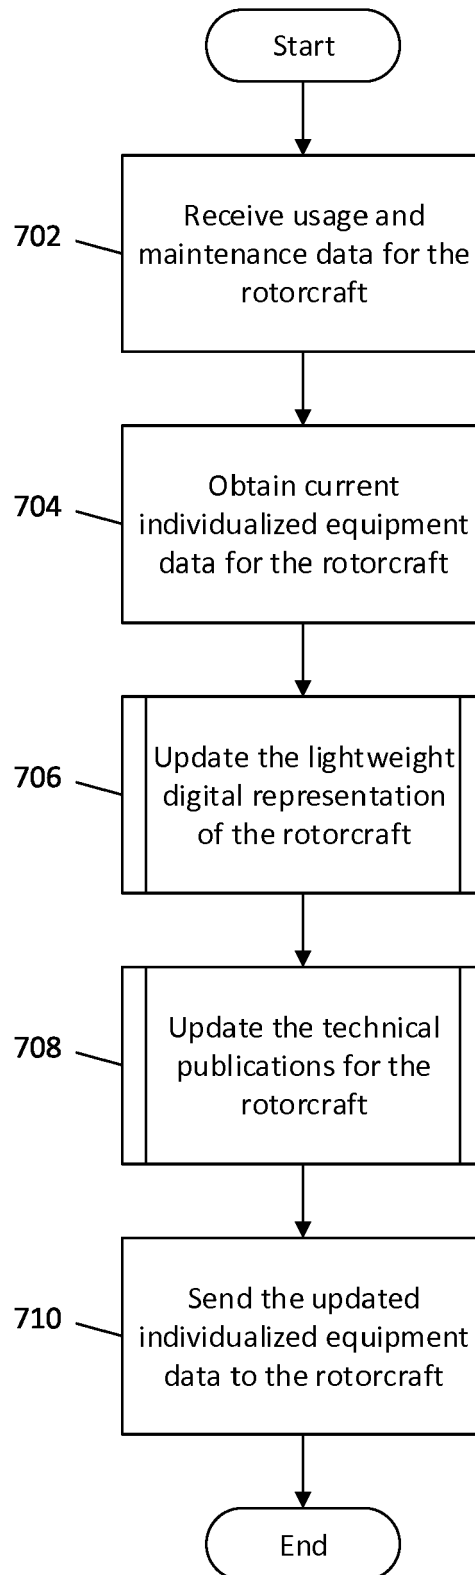 Start
702
Receive usage and
maintenance data for the
rotorcraft
704
Obtain current
individualized equipment
data for the rotorcraft
706
Update the lightweight
digital representation
of the rotorcraft
708
Update the technical
publications for the
rotorcraft
710
Send the updated
individualized equipment
data to the rotorcraft
End